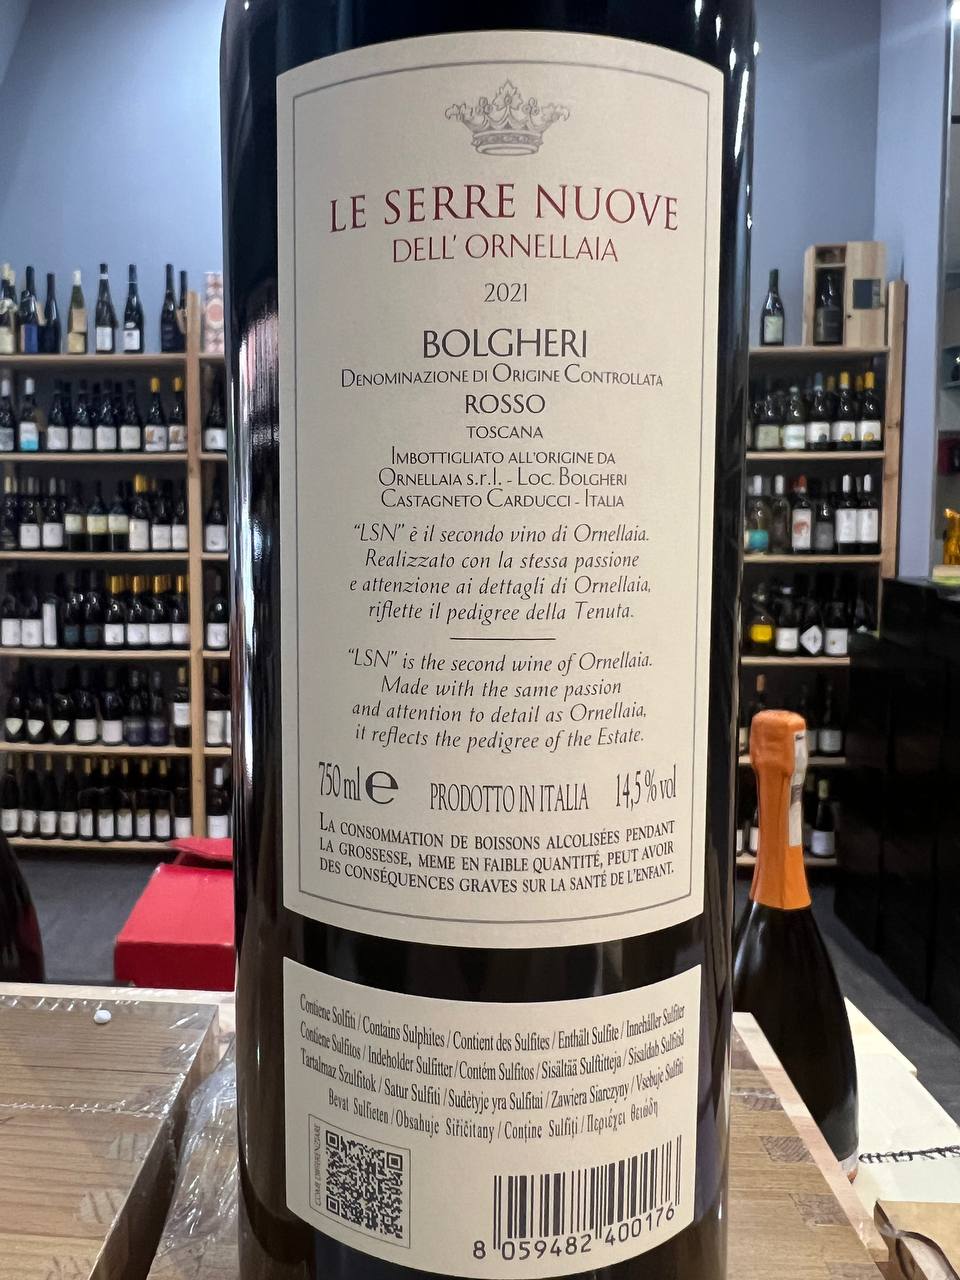 LE SERRE NUOVE
DELL' ORNELLAIA
2021
BOLGHERI
DENOMINAZIONE DI ORIGINE CONTROLLATA
ROSSO
TOSCANA
IMBOTTIGLIATO ALL'ORIGINE DA
ORNELLAIA s.r.l. - LOC. BOLGHERI
CASTAGNETO CARDUCCI - ITALIA
"LSN" è il secondo vino di Ornellaia.
Realizzato con la stessa passione
e attenzione ai dettagli di Ornellaia,
riflette il pedigree della Tenuta.
"LSN" is the second wine of Ornellaia.
Made with the same passion
and attention to detail as Ornellaia,
it reflects the pedigree of the Estate.
750 ml e PRODOTTO IN ITALIA 14,5 % vol
LA CONSOMMATION DE BOISSONS ALCOLISÉES PENDANT
LA GROSSESSE, MEME EN FAIBLE QUANTITÉ, PEUT AVOIR
DES CONSÉQUENCES GRAVES SUR LA SANTÉ DE L'ENFANT.
Contiene Solfiti / Contains Sulphites / Contient des Sulfites / Enthält Sulfite / Innehåller Sulfiter
Contiene Sulfitos / Indeholder Sulfitter / Contém Sulfitos / Sisältää Sulfiitteja / Sisaldab Sulfitid
Tartalmaz Szulfitok / Satur Sulfiti / Sudėtyje yra Sulfitai / Zawiera Siarczyny / Vsebuje Sulfiti
Bevat Sulfieten / Obsahuje Siřičitany / Conţine Sulfiţi / Περιέχει θειώδη
COME DIFFERENZIARE
8 059482 400176